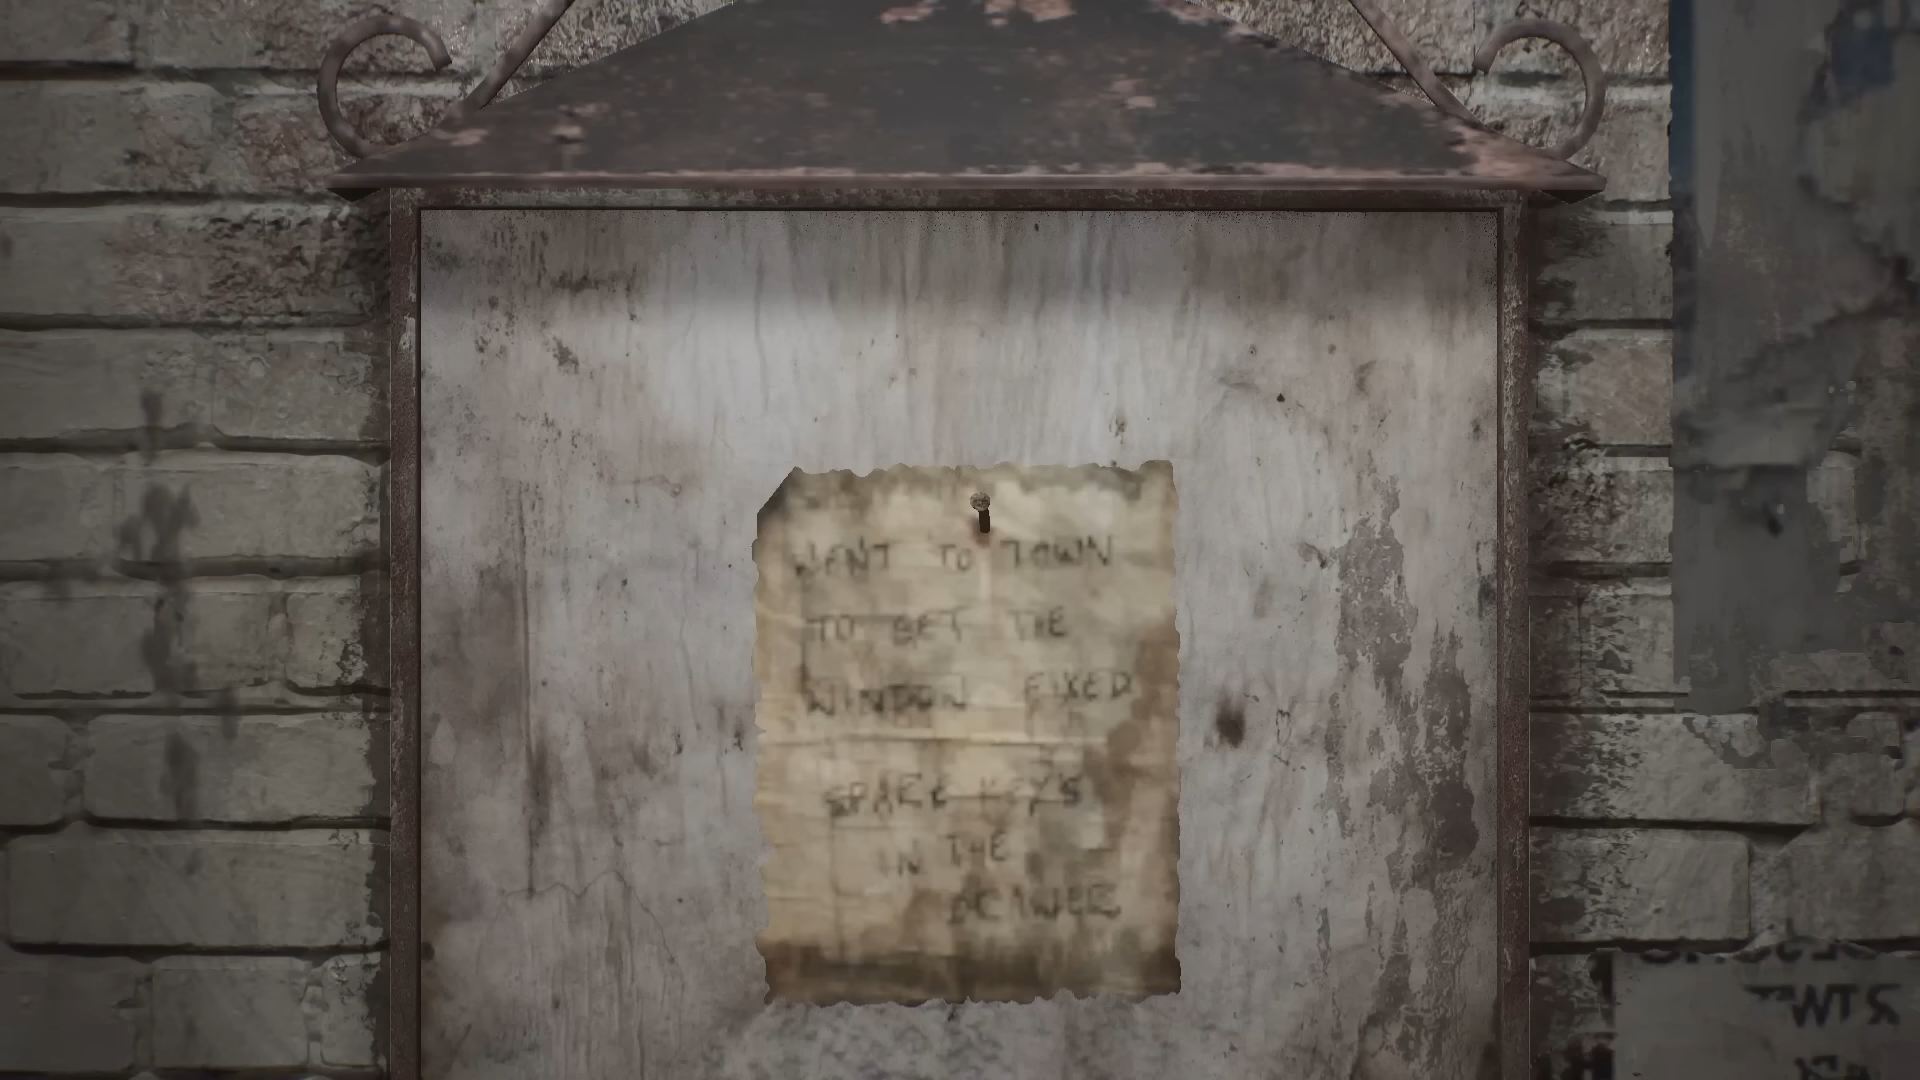 WENT TO TOWN
TO GET THE
WINDOW FIXED
SPARE KEYS
IN THE
DRAWER